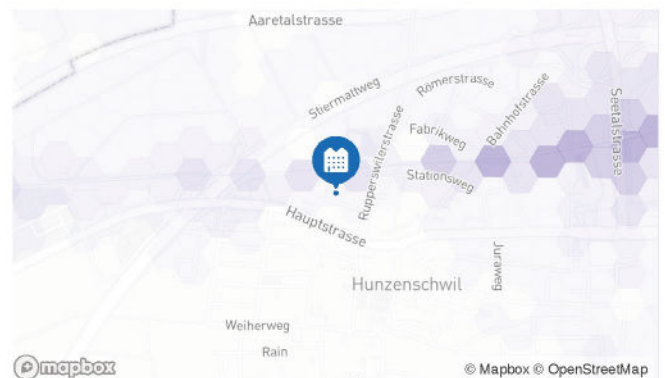 Aaretalstrasse
Stiermattweg
Römerstrasse
Bahnhofstrasse
Seetalstrasse
Rupperswilerstrasse
Fabrikweg
Stationsweg
Hauptstrasse
Juraweg
Hunzenschwil
Weiherweg
Rain
mapbox
© Mapbox © OpenStreetMap